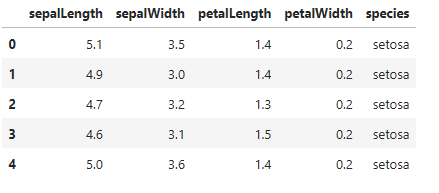 sepalLength sepalWidth petalLength petalWidth species
0 5.1 3.5 1.4 0.2 setosa
1 4.9 3.0 1.4 0.2 setosa
2 4.7 3.2 1.3 0.2 setosa
3 4.6 3.1 1.5 0.2 setosa
4 5.0 3.6 1.4 0.2 setosa